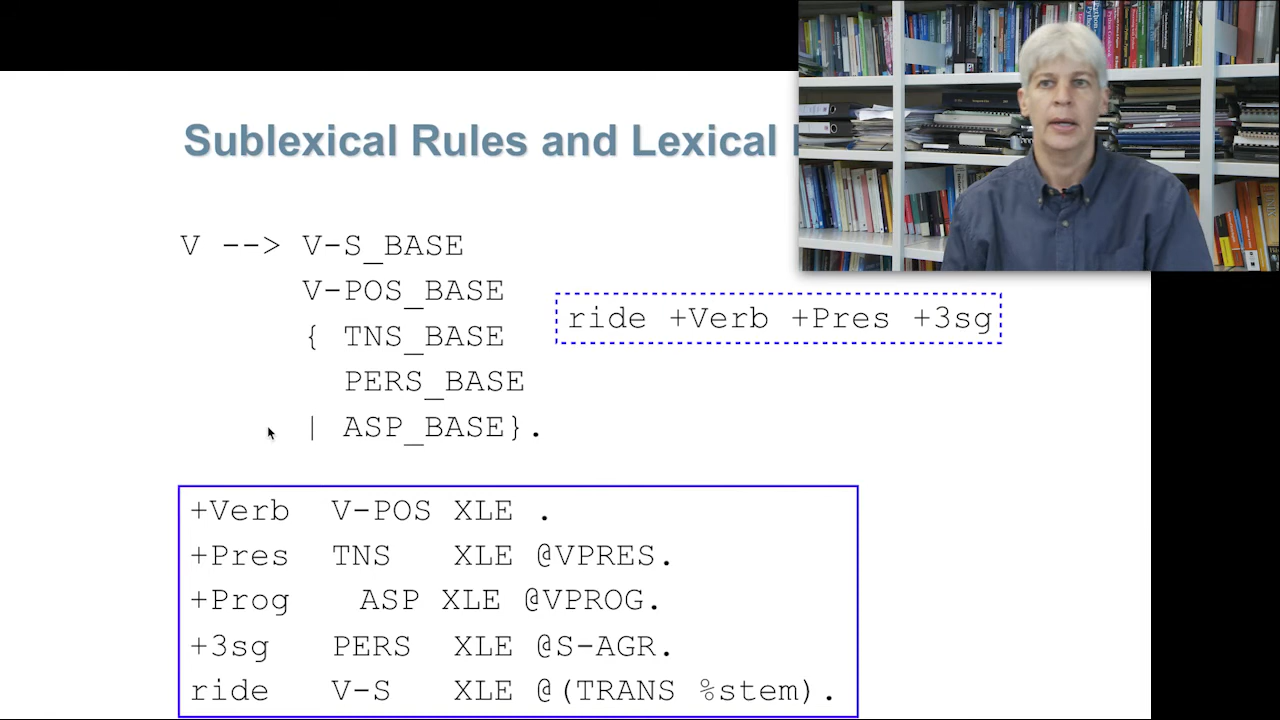 Sublexical Rules and Lexical
V --> V-S_BASE
V-POS_BASE
{ TNS_BASE
PERS_BASE
| ASP_BASE}.
ride +Verb +Pres +3sg
+Verb V-POS XLE .
+Pres TNS XLE @VPRES.
+Prog ASP XLE @VPROG.
+3sg PERS XLE @S-AGR.
ride V-S XLE @(TRANS %stem).